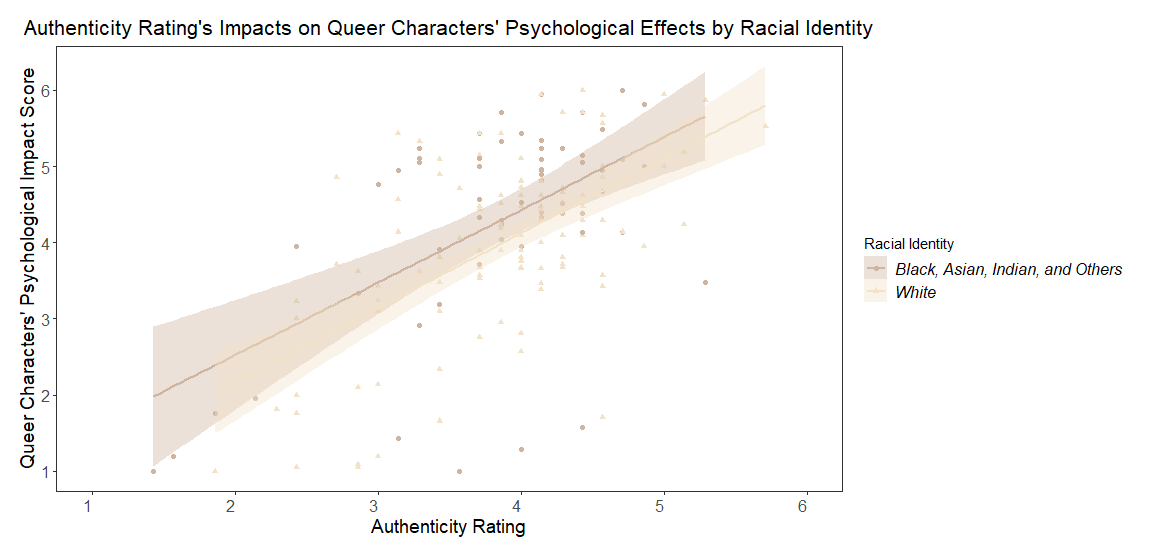 Authenticity Rating's Impacts on Queer Characters' Psychological Effects by Racial Identity
Queer Characters' Psychological Impact Score
6
5
4
3
2
1
1 2 3 4 5 6
Authenticity Rating
Racial Identity
Black, Asian, Indian, and Others
White